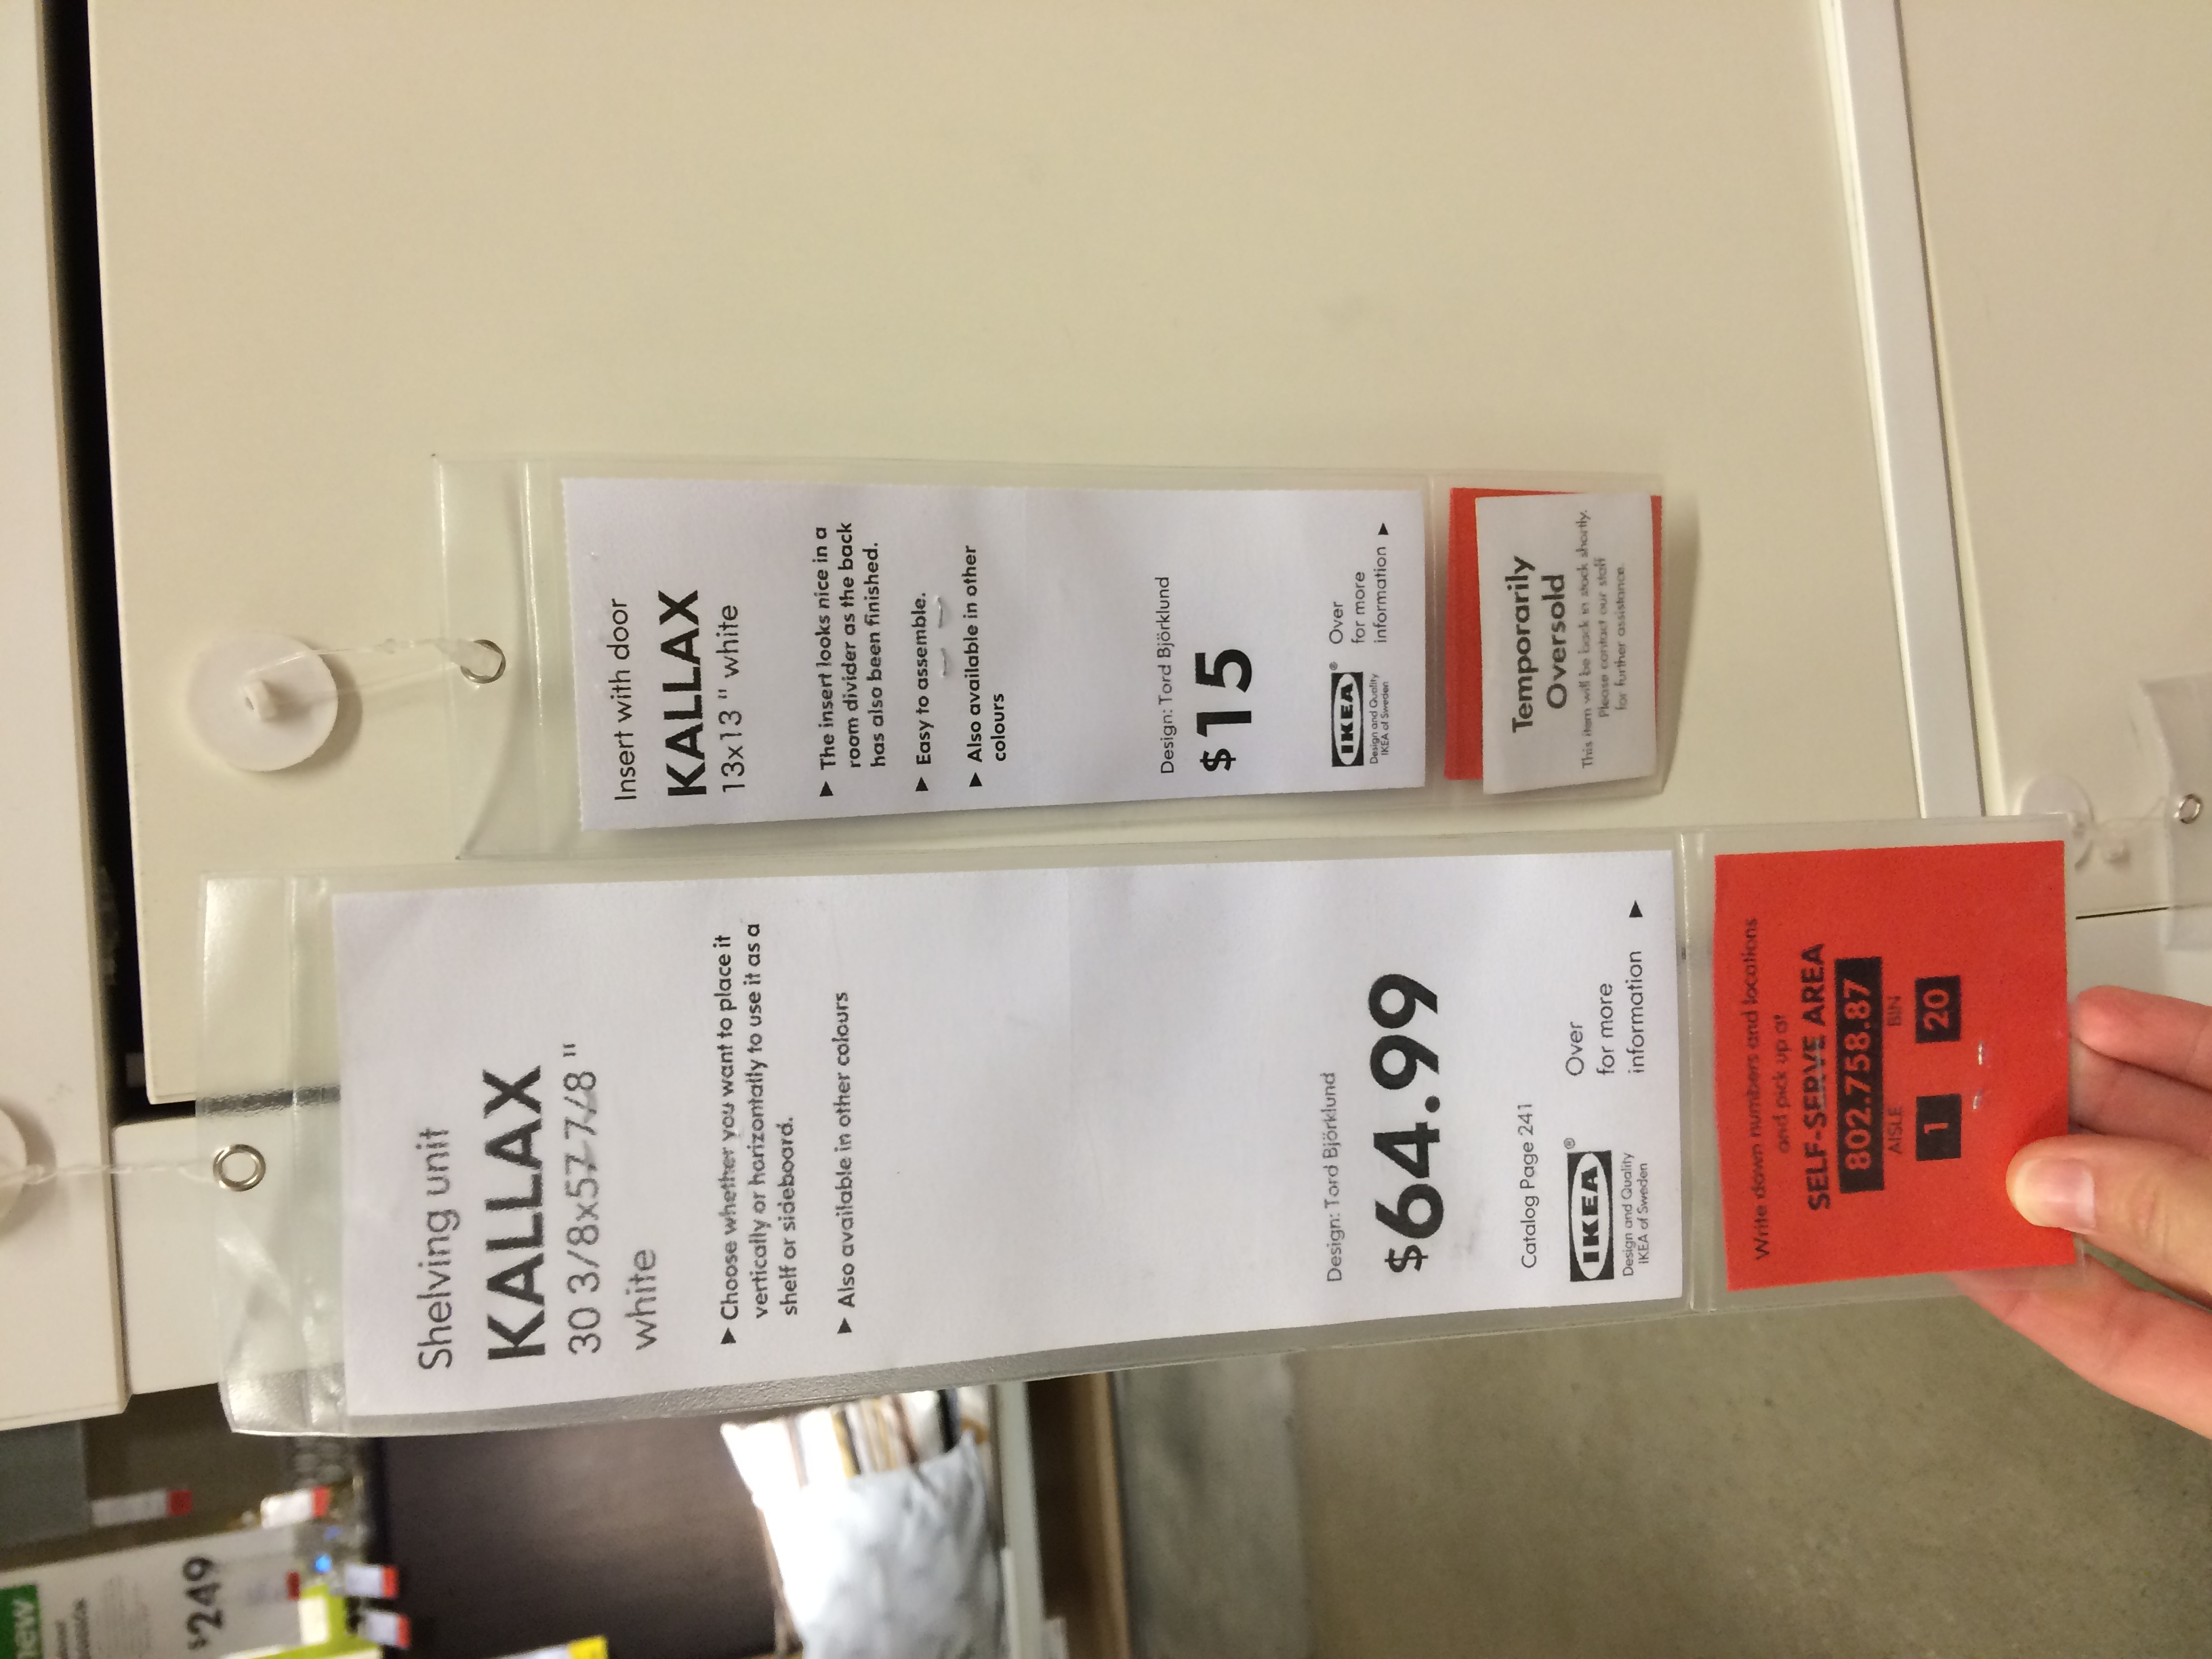 Shelving unit
KALLAX
30 3/8x57 7/8 "
white
▶ Choose whether you want to place it
vertically or horizontally to use it as a
shelf or sideboard.
▶ Also available in other colours
Design: Tord Björklund
$64.99
Catalog Page 241
IKEA®
Design and Quality
IKEA of Sweden
Over
for more
information ▶
Write down numbers and locations
and pick up at
SELF-SERVE AREA
802.758.87
AISLE BIN
1 20
Insert with door
KALLAX
13x13 " white
▶ The insert looks nice in a
room divider as the back
has also been finished.
▶ Easy to assemble.
▶ Also available in other
colours
Design: Tord Björklund
$15
IKEA®
Design and Quality
IKEA of Sweden
Over
for more
information ▶
Temporarily
Oversold
This item will be back in stock shortly.
Please contact our staff
for further assistance.
new
$249